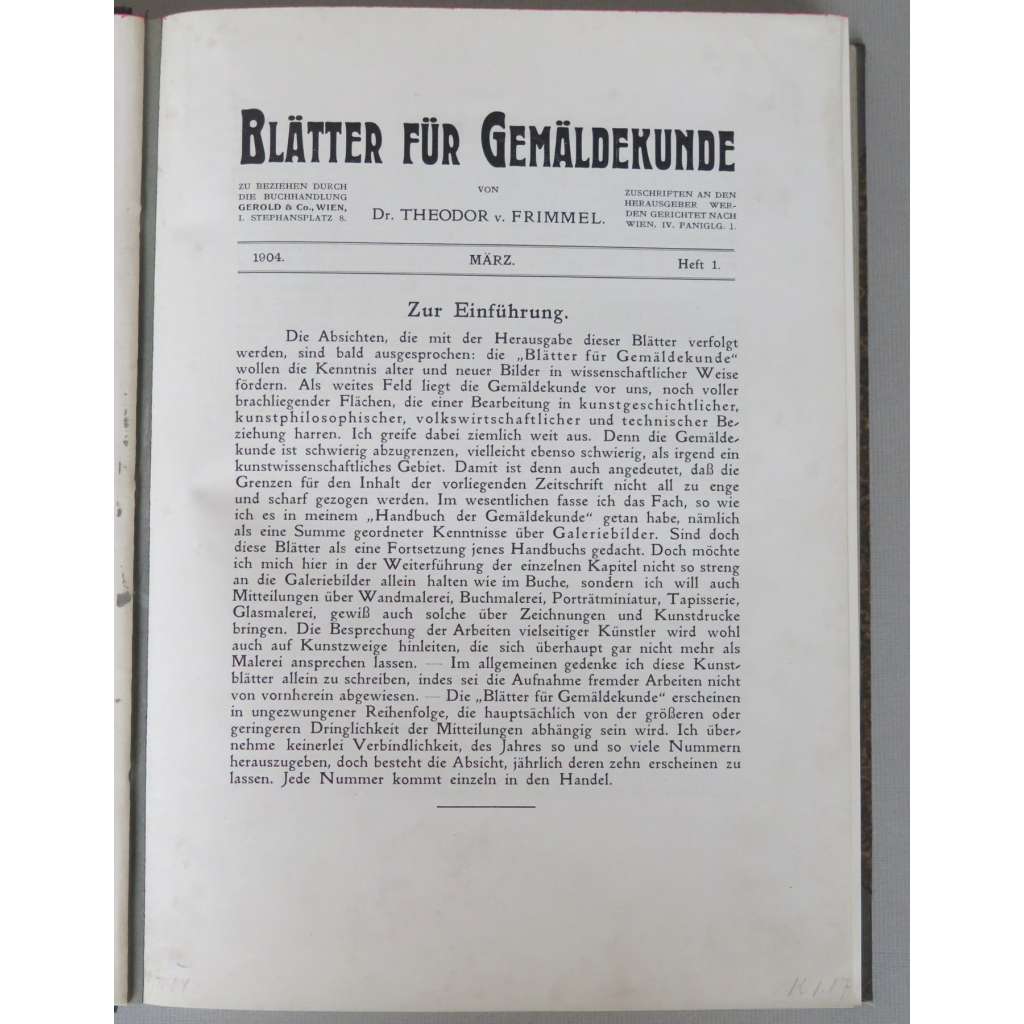 BLÄTTER FÜR GEMÄLDEKUNDE
ZU BEZIEHEN DURCH
DIE BUCHHANDLUNG
GEROLD & Co., WIEN,
I. STEPHANSPLATZ 8.
VON
Dr. THEODOR v. FRIMMEL.
ZUSCHRIFTEN AN DEN
HERAUSGEBER WER-
DEN GERICHTET NACH
WIEN, IV. PANIGLG. 1.
1904. MÄRZ. Heft 1.
Zur Einführung.
Die Absichten, die mit der Herausgabe dieser Blätter verfolgt
werden, sind bald ausgesprochen: die „Blätter für Gemäldekunde“
wollen die Kenntnis alter und neuer Bilder in wissenschaftlicher Weise
fördern. Als weites Feld liegt die Gemäldekunde vor uns, noch voller
brachliegender Flächen, die einer Bearbeitung in kunstgeschichtlicher,
kunstphilosophischer, volkswirtschaftlicher und technischer Be-
ziehung harren. Ich greife dabei ziemlich weit aus. Denn die Gemälde-
kunde ist schwierig abzugrenzen, vielleicht ebenso schwierig, als irgend ein
kunstwissenschaftliches Gebiet. Damit ist denn auch angedeutet, daß die
Grenzen für den Inhalt der vorliegenden Zeitschrift nicht all zu enge
und scharf gezogen werden. Im wesentlichen fasse ich das Fach, so wie
ich es in meinem „Handbuch der Gemäldekunde“ getan habe, nämlich
als eine Summe geordneter Kenntnisse über Galeriebilder. Sind doch
diese Blätter als eine Fortsetzung jenes Handbuchs gedacht. Doch möchte
ich mich hier in der Weiterführung der einzelnen Kapitel nicht so streng
an die Galeriebilder allein halten wie im Buche, sondern ich will auch
Mitteilungen über Wandmalerei, Buchmalerei, Porträtminiatur, Tapisserie,
Glasmalerei, gewiß auch solche über Zeichnungen und Kunstdrucke
bringen. Die Besprechung der Arbeiten vielseitiger Künstler wird wohl
auch auf Kunstzweige hinleiten, die sich überhaupt gar nicht mehr als
Malerei ansprechen lassen. — Im allgemeinen gedenke ich diese Kunst-
blätter allein zu schreiben, indes sei die Aufnahme fremder Arbeiten nicht
von vornherein abgewiesen. — Die „Blätter für Gemäldekunde“ erscheinen
in ungezwungener Reihenfolge, die hauptsächlich von der größeren oder
geringeren Dringlichkeit der Mitteilungen abhängig sein wird. Ich über-
nehme keinerlei Verbindlichkeit, des Jahres so und so viele Nummern
herauszugeben, doch besteht die Absicht, jährlich deren zehn erscheinen zu
lassen. Jede Nummer kommt einzeln in den Handel.